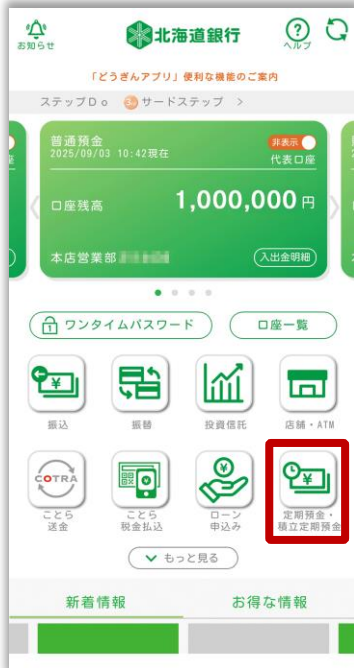 お知らせ
北海道銀行
?
ヘルプ
「どうぎんアプリ」便利な機能のご案内
ステップDo サードステップ >
普通預金
非表示
2025/09/03 10:42現在
代表口座
口座残高 1,000,000 円
本店営業部
入出金明細
ワンタイムパスワード
口座一覧
振込
振替
投資信託
店舗・ATM
COTRA
ことら
送金
ことら
税金払込
ローン
申込み
定期預金・
積立定期預金
もっと見る
新着情報
お得な情報